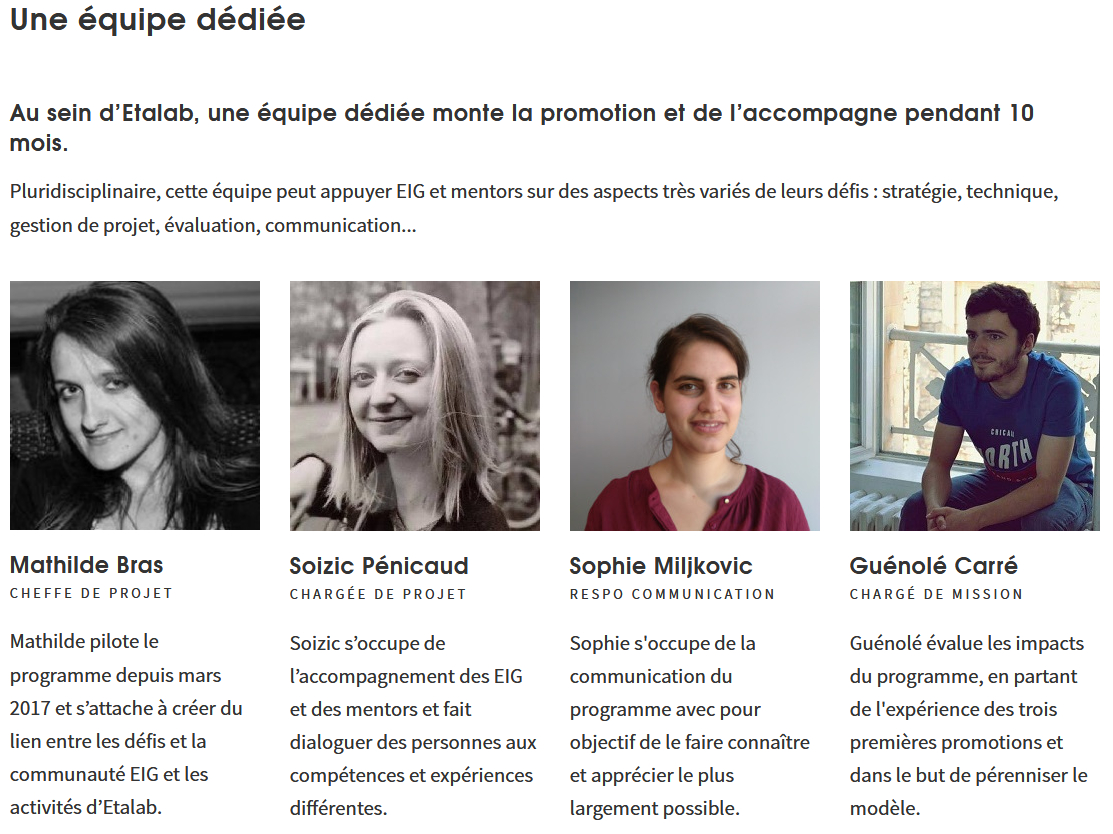 Une équipe dédiée
Au sein d’Etalab, une équipe dédiée monte la promotion et de l’accompagne pendant 10
mois.
Pluridisciplinaire, cette équipe peut appuyer EIG et mentors sur des aspects très variés de leurs défis : stratégie, technique,
gestion de projet, évaluation, communication...
Mathilde Bras
CHEFFE DE PROJET
Mathilde pilote le
programme depuis mars
2017 et s’attache à créer du
lien entre les défis et la
communauté EIG et les
activités d’Etalab.
Soizic Pénicaud
CHARGÉE DE PROJET
Soizic s’occupe de
l’accompagnement des EIG
et des mentors et fait
dialoguer des personnes aux
compétences et expériences
différentes.
Sophie Miljkovic
RESPO COMMUNICATION
Sophie s'occupe de la
communication du
programme avec pour
objectif de le faire connaître
et apprécier le plus
largement possible.
Guénolé Carré
CHARGÉ DE MISSION
Guénolé évalue les impacts
du programme, en partant
de l'expérience des trois
premières promotions et
dans le but de pérenniser le
modèle.